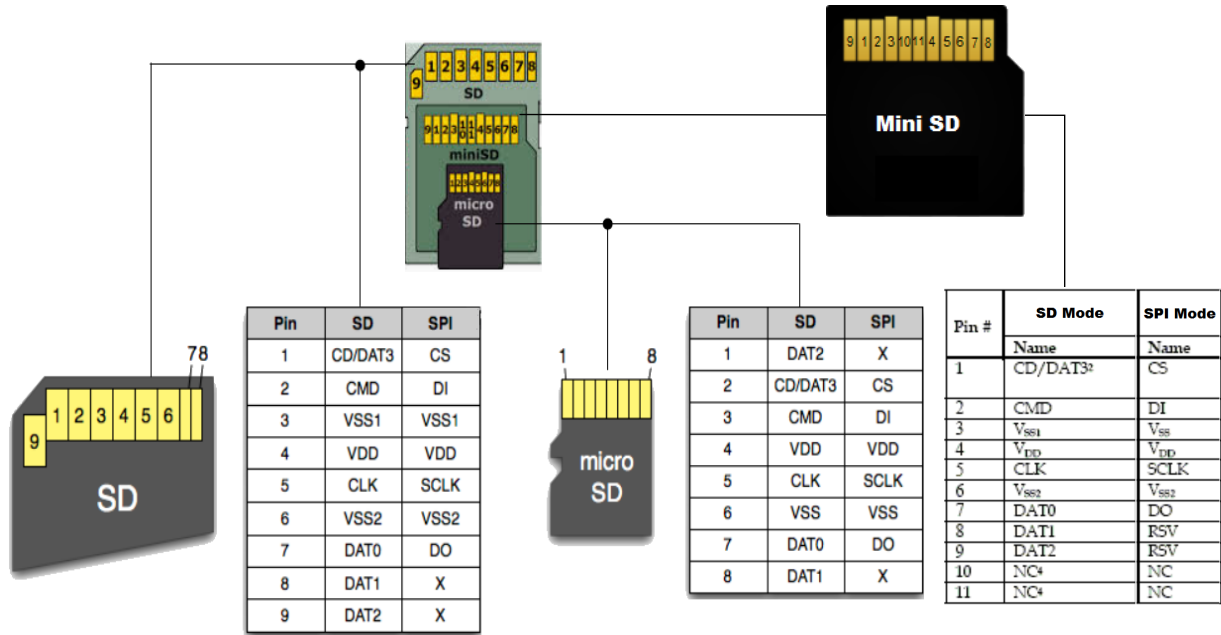 9 1 2 3 10 11 4 5 6 7 8
Mini SD
1 2 3 4 5 6 7 8
9
SD
9 1 2 3 10 11 4 5 6 7 8
miniSD
1 2 3 4 5 6 7 8
micro
SD
78
1 2 3 4 5 6
9
SD
Pin SD SPI
1 CD/DAT3 CS
2 CMD DI
3 VSS1 VSS1
4 VDD VDD
5 CLK SCLK
6 VSS2 VSS2
7 DAT0 DO
8 DAT1 X
9 DAT2 X
1 8
micro
SD
Pin SD SPI
1 DAT2 X
2 CD/DAT3 CS
3 CMD DI
4 VDD VDD
5 CLK SCLK
6 VSS VSS
7 DAT0 DO
8 DAT1 X
Pin # SD Mode SPI Mode
Name Name
1 CD/DAT3² CS
2 CMD DI
3 VSS1 VSS
4 VDD VDD
5 CLK SCLK
6 VSS2 VSS2
7 DAT0 DO
8 DAT1 RSV
9 DAT2 RSV
10 NC⁴ NC
11 NC⁴ NC